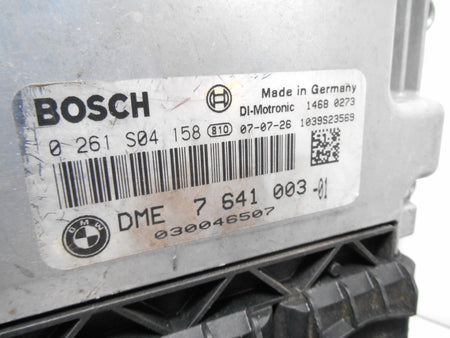 BOSCH
Made in Germany
DI-Motronic 1468 0273
0 261 S04 158 810 07-07-26 1039S23569
BMW
DME 7 641 003-01
030046507